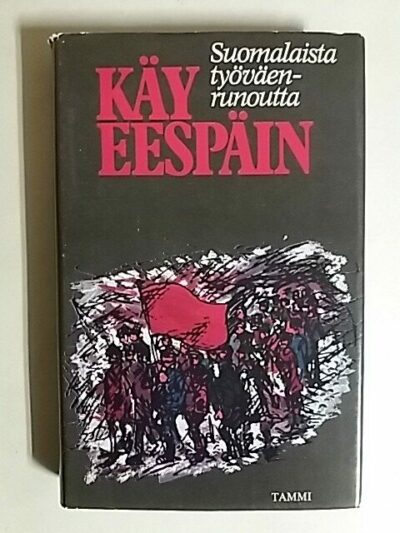 Suomalaista
työväen-
runoutta
KÄY
EESPÄIN
TAMMI